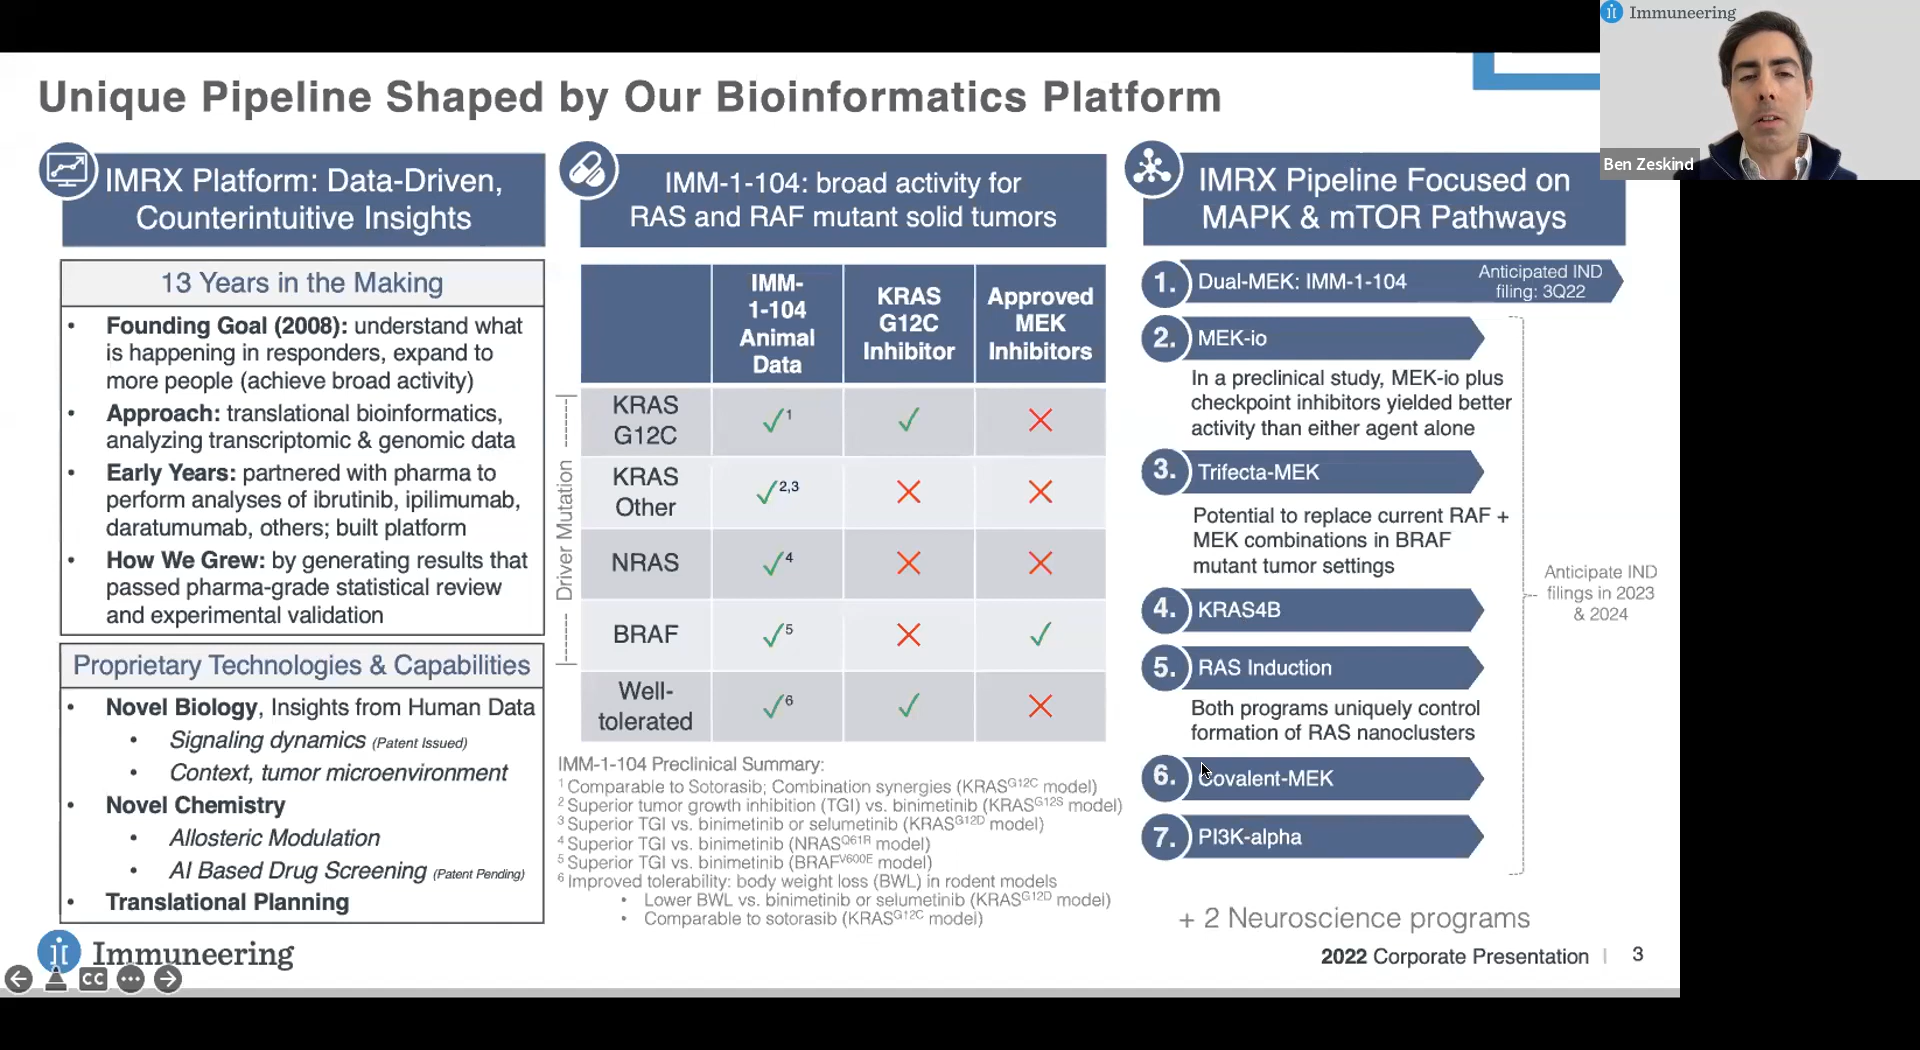 Immuneering
Ben Zeskind
Unique Pipeline Shaped by Our Bioinformatics Platform
IMRX Platform: Data-Driven,
Counterintuitive Insights
13 Years in the Making
• Founding Goal (2008): understand what
is happening in responders, expand to
more people (achieve broad activity)
• Approach: translational bioinformatics,
analyzing transcriptomic & genomic data
• Early Years: partnered with pharma to
perform analyses of ibrutinib, ipilimumab,
daratumumab, others; built platform
• How We Grew: by generating results that
passed pharma-grade statistical review
and experimental validation
Proprietary Technologies & Capabilities
• Novel Biology, Insights from Human Data
• Signaling dynamics (Patent Issued)
• Context, tumor microenvironment
• Novel Chemistry
• Allosteric Modulation
• AI Based Drug Screening (Patent Pending)
• Translational Planning
IMM-1-104: broad activity for
RAS and RAF mutant solid tumors
IMM-
1-104
Animal
Data
KRAS
G12C
Inhibitor
Approved
MEK
Inhibitors
Driver Mutation
KRAS
G12C
✓1 ✓ ✗
KRAS
Other
✓2,3 ✗ ✗
NRAS ✓4 ✗ ✗
BRAF ✓5 ✗ ✓
Well-
tolerated
✓6 ✓ ✗
IMM-1-104 Preclinical Summary:
1 Comparable to Sotorasib; Combination synergies (KRASG12C model)
2 Superior tumor growth inhibition (TGI) vs. binimetinib (KRASG12S model)
3 Superior TGI vs. binimetinib or selumetinib (KRASG12D model)
4 Superior TGI vs. binimetinib (NRASQ61R model)
5 Superior TGI vs. binimetinib (BRAFV600E model)
6 Improved tolerability: body weight loss (BWL) in rodent models
• Lower BWL vs. binimetinib or selumetinib (KRASG12D model)
• Comparable to sotorasib (KRASG12C model)
IMRX Pipeline Focused on
MAPK & mTOR Pathways
1. Dual-MEK: IMM-1-104
Anticipated IND
filing: 3Q22
2. MEK-io
In a preclinical study, MEK-io plus
checkpoint inhibitors yielded better
activity than either agent alone
3. Trifecta-MEK
Potential to replace current RAF +
MEK combinations in BRAF
mutant tumor settings
4. KRAS4B
5. RAS Induction
Both programs uniquely control
formation of RAS nanoclusters
6. Covalent-MEK
7. PI3K-alpha
Anticipate IND
filings in 2023
& 2024
+ 2 Neuroscience programs
Immuneering
CC
2022 Corporate Presentation | 3